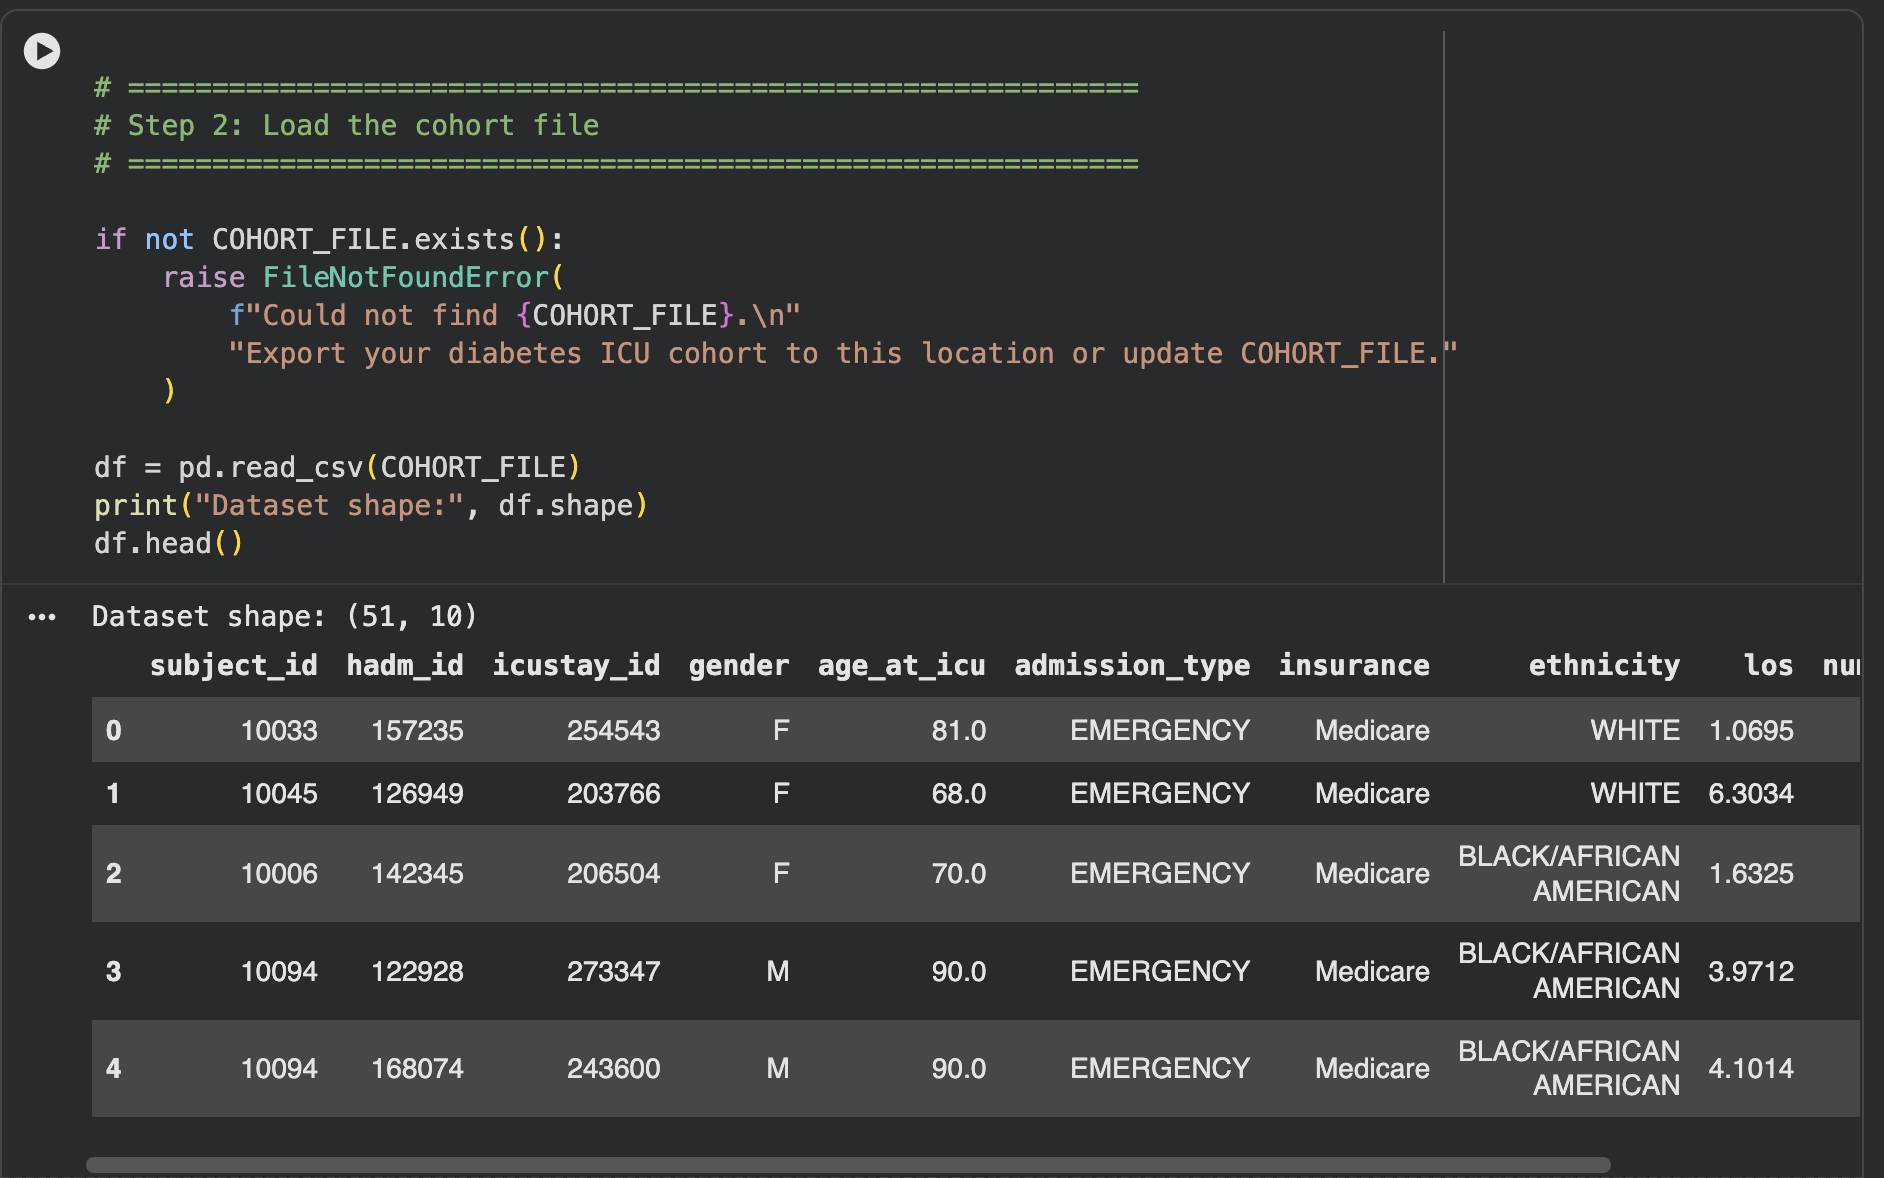 # ============================================================
# Step 2: Load the cohort file
# ============================================================
if not COHORT_FILE.exists():
    raise FileNotFoundError(
        f"Could not find {COHORT_FILE}.\n"
        "Export your diabetes ICU cohort to this location or update COHORT_FILE."
    )
df = pd.read_csv(COHORT_FILE)
print("Dataset shape:", df.shape)
df.head()
Dataset shape: (51, 10)
subject_id hadm_id icustay_id gender age_at_icu admission_type insurance ethnicity los
0 10033 157235 254543 F 81.0 EMERGENCY Medicare WHITE 1.0695
1 10045 126949 203766 F 68.0 EMERGENCY Medicare WHITE 6.3034
2 10006 142345 206504 F 70.0 EMERGENCY Medicare BLACK/AFRICAN AMERICAN 1.6325
3 10094 122928 273347 M 90.0 EMERGENCY Medicare BLACK/AFRICAN AMERICAN 3.9712
4 10094 168074 243600 M 90.0 EMERGENCY Medicare BLACK/AFRICAN AMERICAN 4.1014